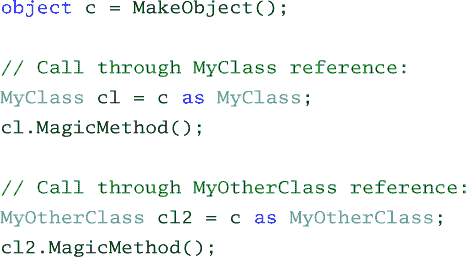 object c = MakeObject();
// Call through MyClass reference:
MyClass cl = c as MyClass;
cl.MagicMethod();
// Call through MyOtherClass reference:
MyOtherClass cl2 = c as MyOtherClass;
cl2.MagicMethod();